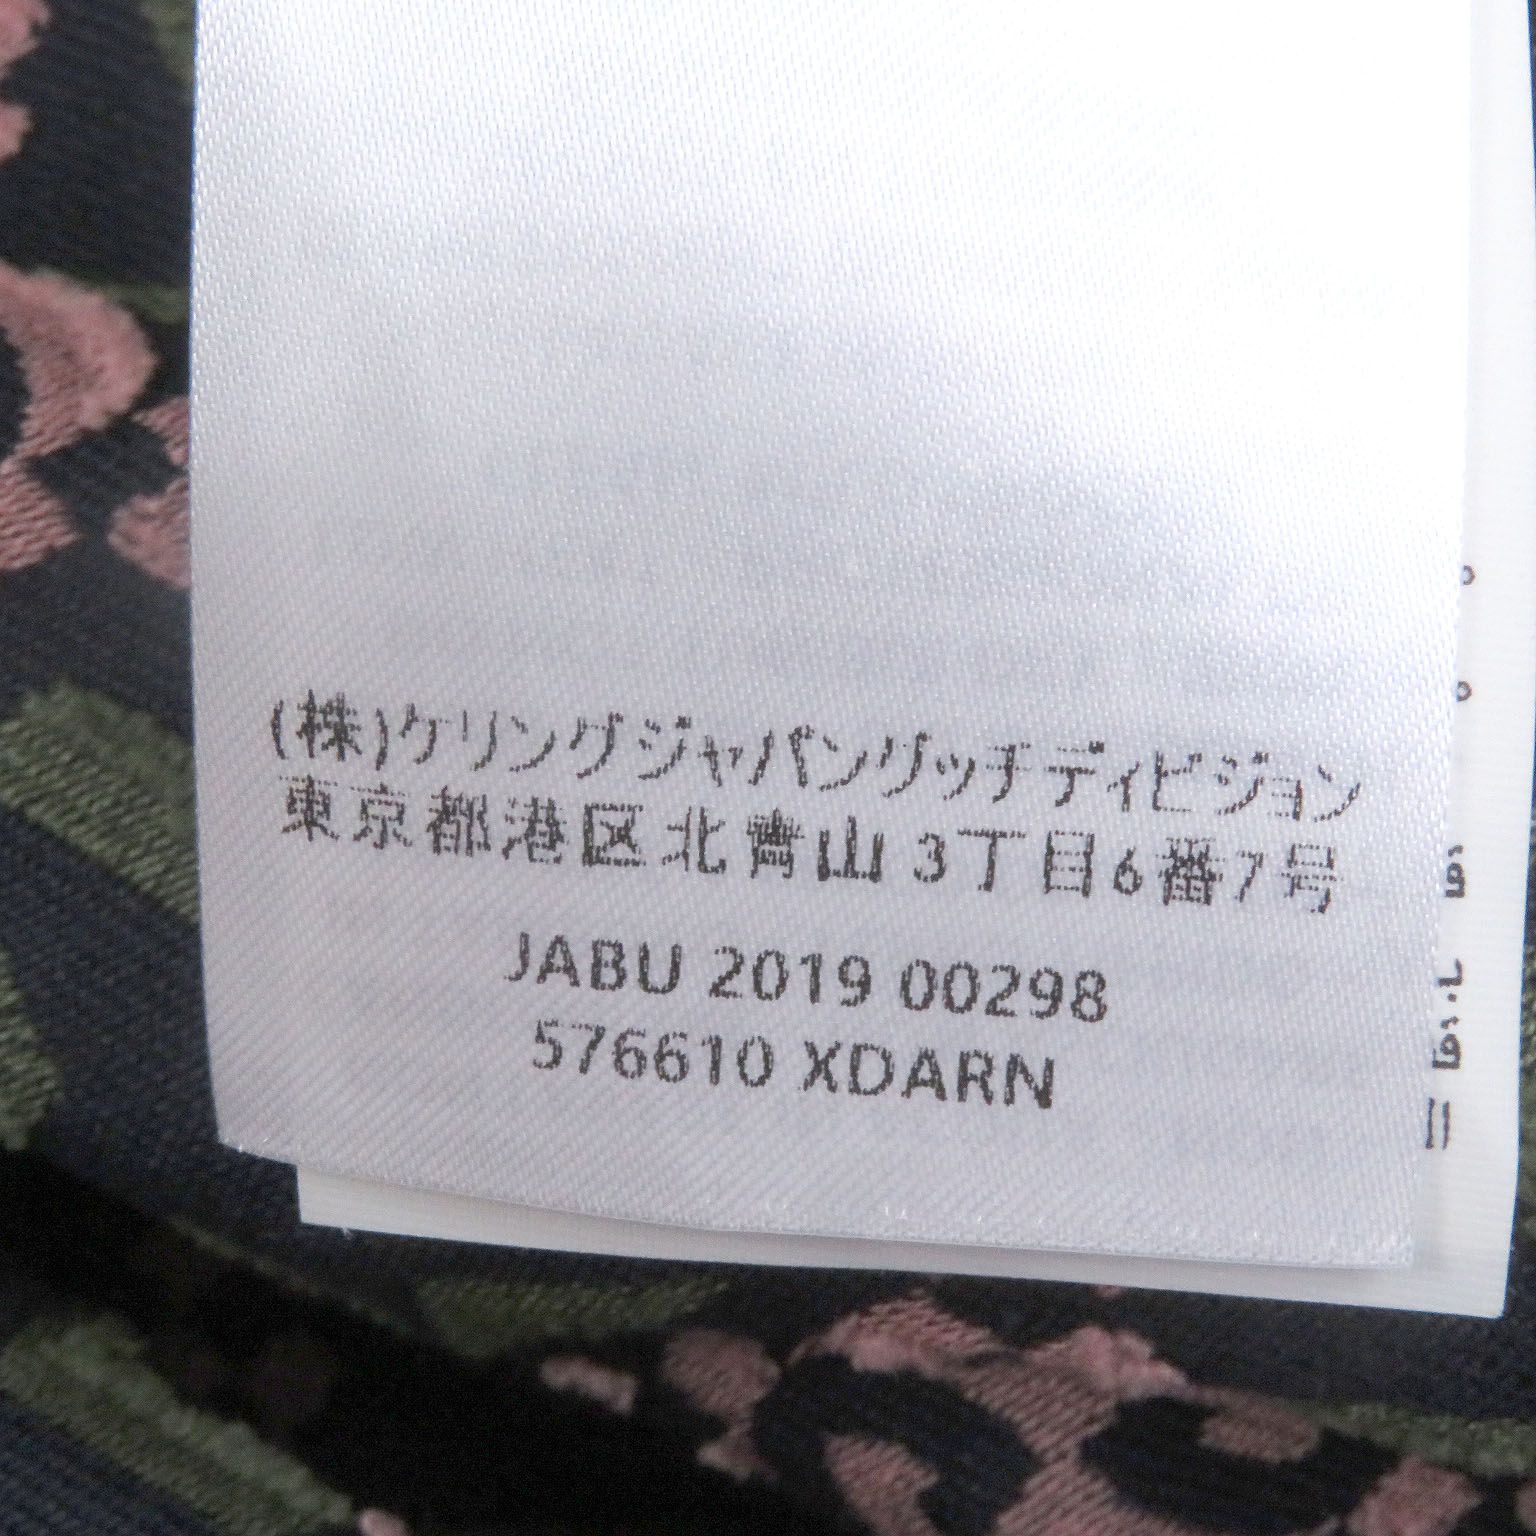 (株)ケリングジャパングッチディビジョン
東京都港区北青山3丁目6番7号
JABU 2019 00298
576610 XDARN